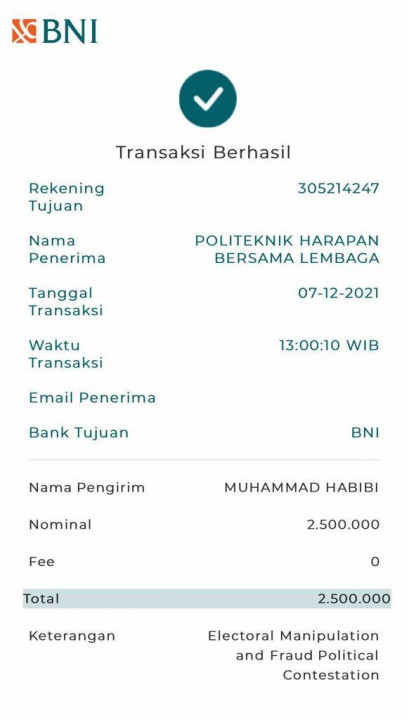 BNI
Transaksi Berhasil
Rekening 305214247
Tujuan
Nama POLITEKNIK HARAPAN
Penerima BERSAMA LEMBAGA
Tanggal 07-12-2021
Transaksi
Waktu 13:00:10 WIB
Transaksi
Email Penerima
Bank Tujuan BNI
Nama Pengirim MUHAMMAD HABIBI
Nominal 2.500.000
Fee 0
Total 2.500.000
Keterangan Electoral Manipulation
and Fraud Political
Contestation